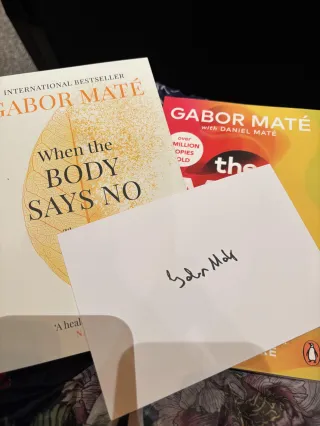 INTERNATIONAL BESTSELLER
GABOR MATÉ
When the
BODY
SAYS NO
'A heal
GABOR MATÉ
with DANIEL MATÉ
OVER
MILLION
COPIES
SOLD
the
Gabor Maté